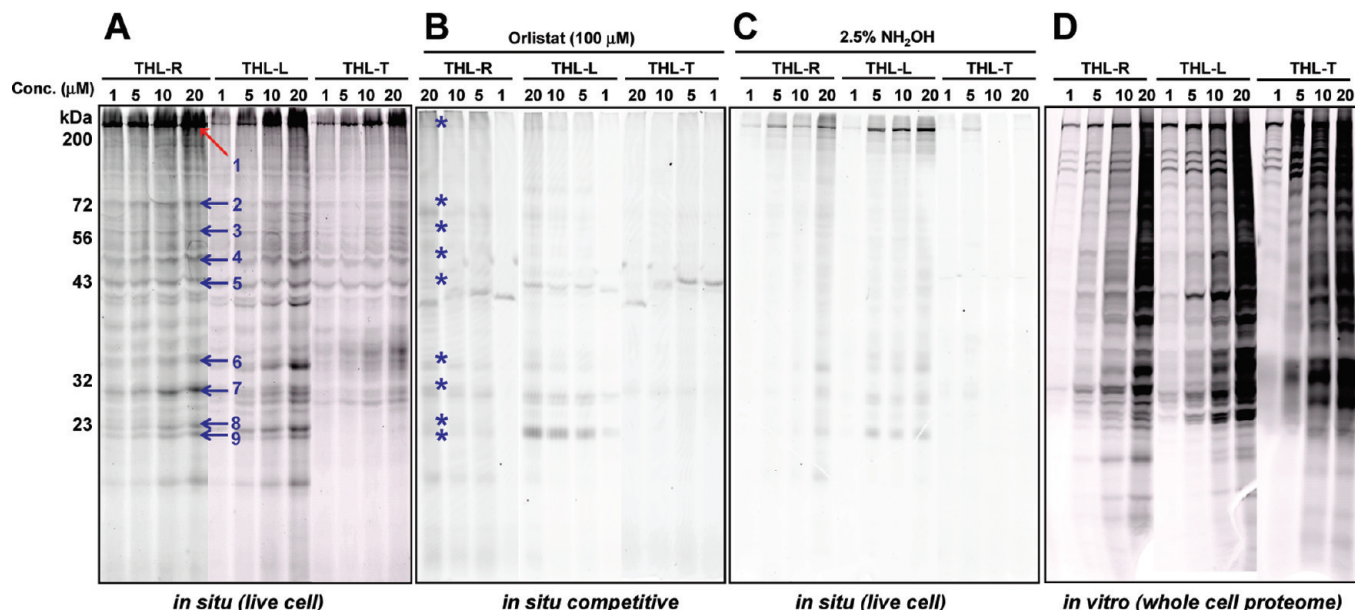 A B C D
Orlistat (100 μM) 2.5% NH₂OH
THL-R THL-L THL-T THL-R THL-L THL-T THL-R THL-L THL-T THL-R THL-L THL-T
Conc. (μM) 1 5 10 20 1 5 10 20 1 5 10 20 20 10 5 1 20 10 5 1 20 10 5 1 1 5 10 20 1 5 10 20 1 5 10 20 1 5 10 20 1 5 10 20 1 5 10 20
kDa
*
200
1
72 2 *
3 *
56
4 *
43 5 *
6 *
32 7 *
23 8 *
9 *
in situ (live cell) in situ competitive in situ (live cell) in vitro (whole cell proteome)